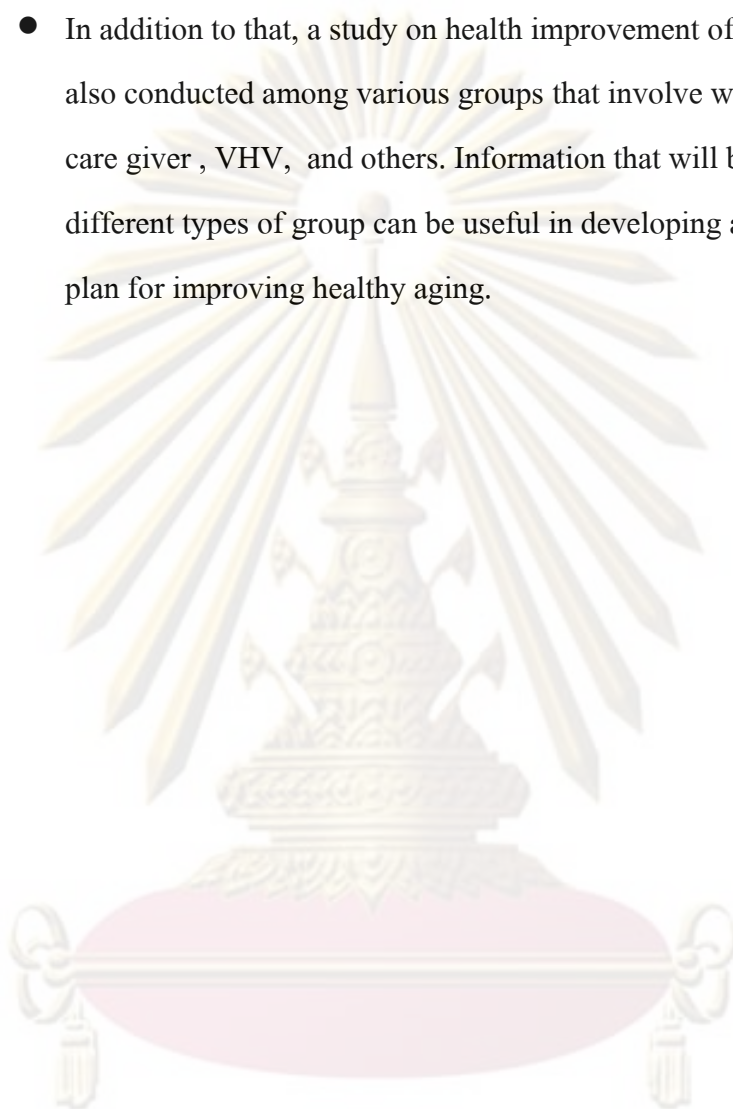 ● In addition to that, a study on health improvement of
also conducted among various groups that involve w
care giver , VHV,  and others. Information that will b
different types of group can be useful in developing a
plan for improving healthy aging.